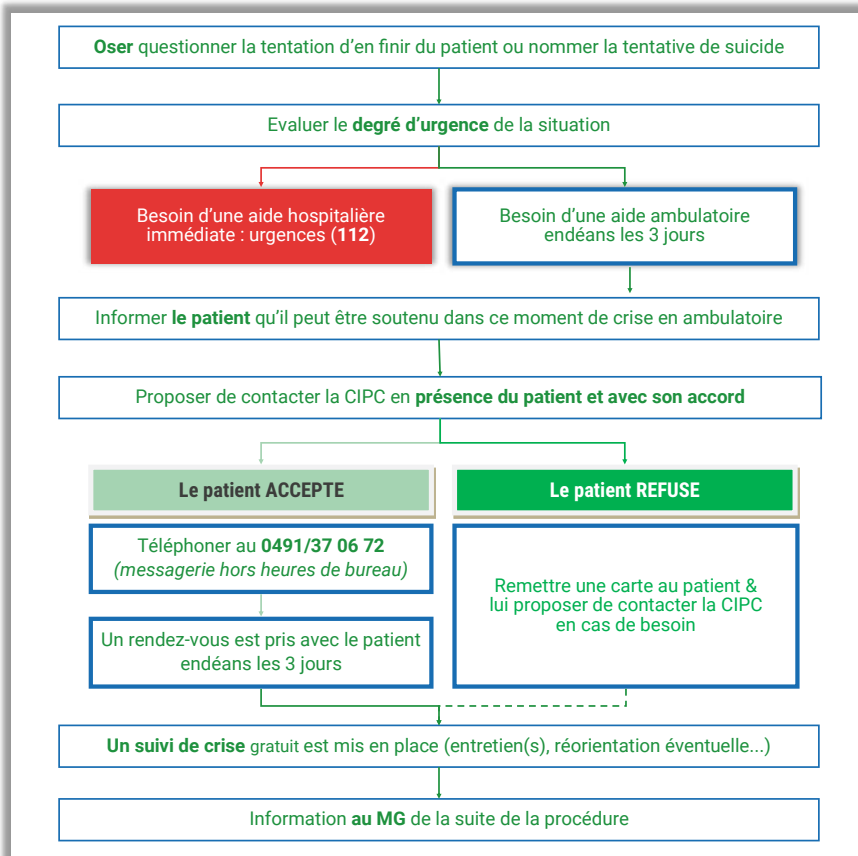 Oser questionner la tentation d'en finir du patient ou nommer la tentative de suicide
Evaluer le degré d'urgence de la situation
Besoin d'une aide hospitalière
immédiate : urgences (112)
Besoin d'une aide ambulatoire
endéans les 3 jours
Informer le patient qu'il peut être soutenu dans ce moment de crise en ambulatoire
Proposer de contacter la CIPC en présence du patient et avec son accord
Le patient ACCEPTE
Le patient REFUSE
Téléphoner au 0491/37 06 72
(messagerie hors heures de bureau)
Un rendez-vous est pris avec le patient
endéans les 3 jours
Remettre une carte au patient &
lui proposer de contacter la CIPC
en cas de besoin
Un suivi de crise gratuit est mis en place (entretien(s), réorientation éventuelle...)
Information au MG de la suite de la procédure